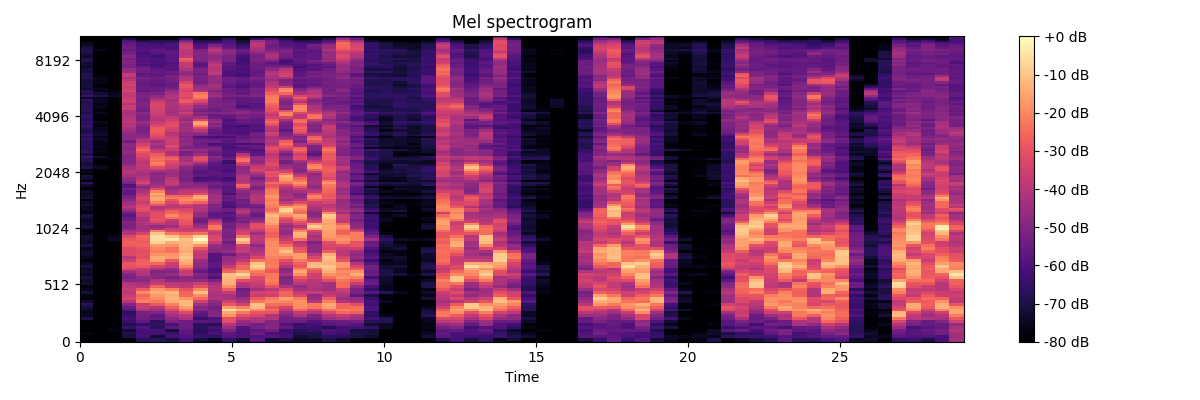 Mel spectrogram
8192
4096
2048
1024
512
0
Hz
0 5 10 15 20 25
Time
+0 dB
-10 dB
-20 dB
-30 dB
-40 dB
-50 dB
-60 dB
-70 dB
-80 dB